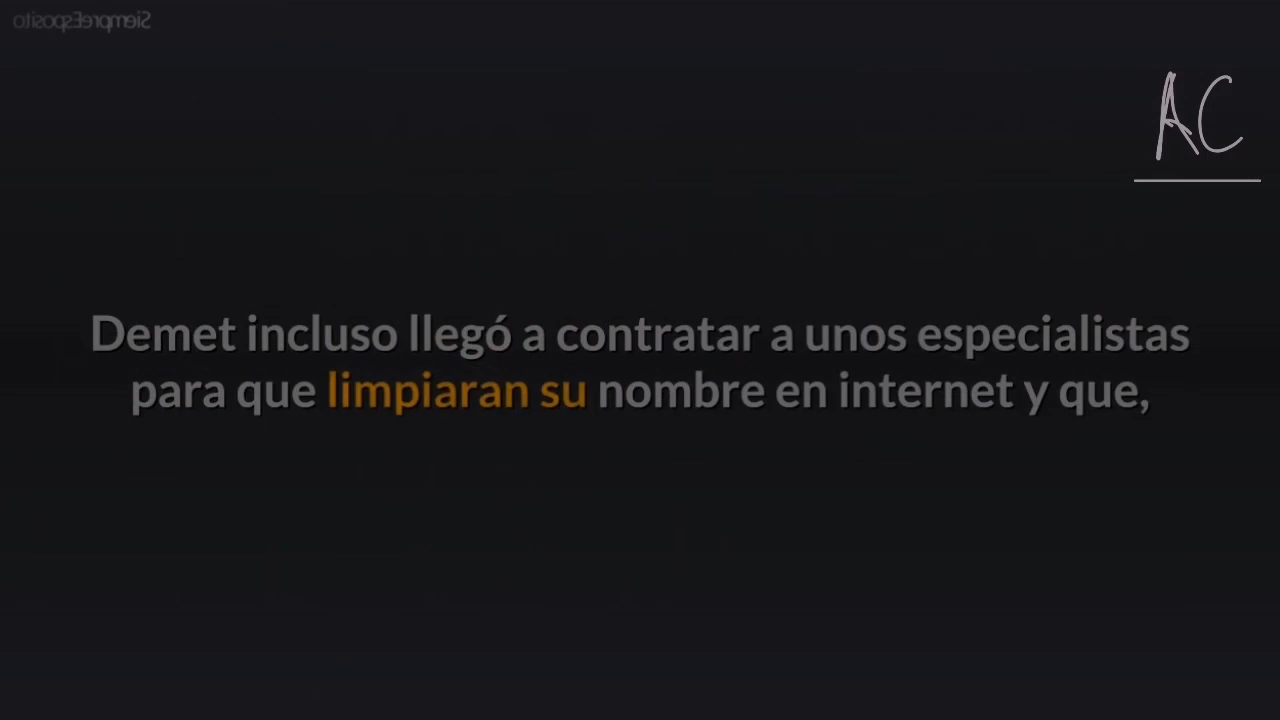 SiempreEsposito
AC
Demet incluso llegó a contratar a unos especialistas
para que limpiaran su nombre en internet y que,